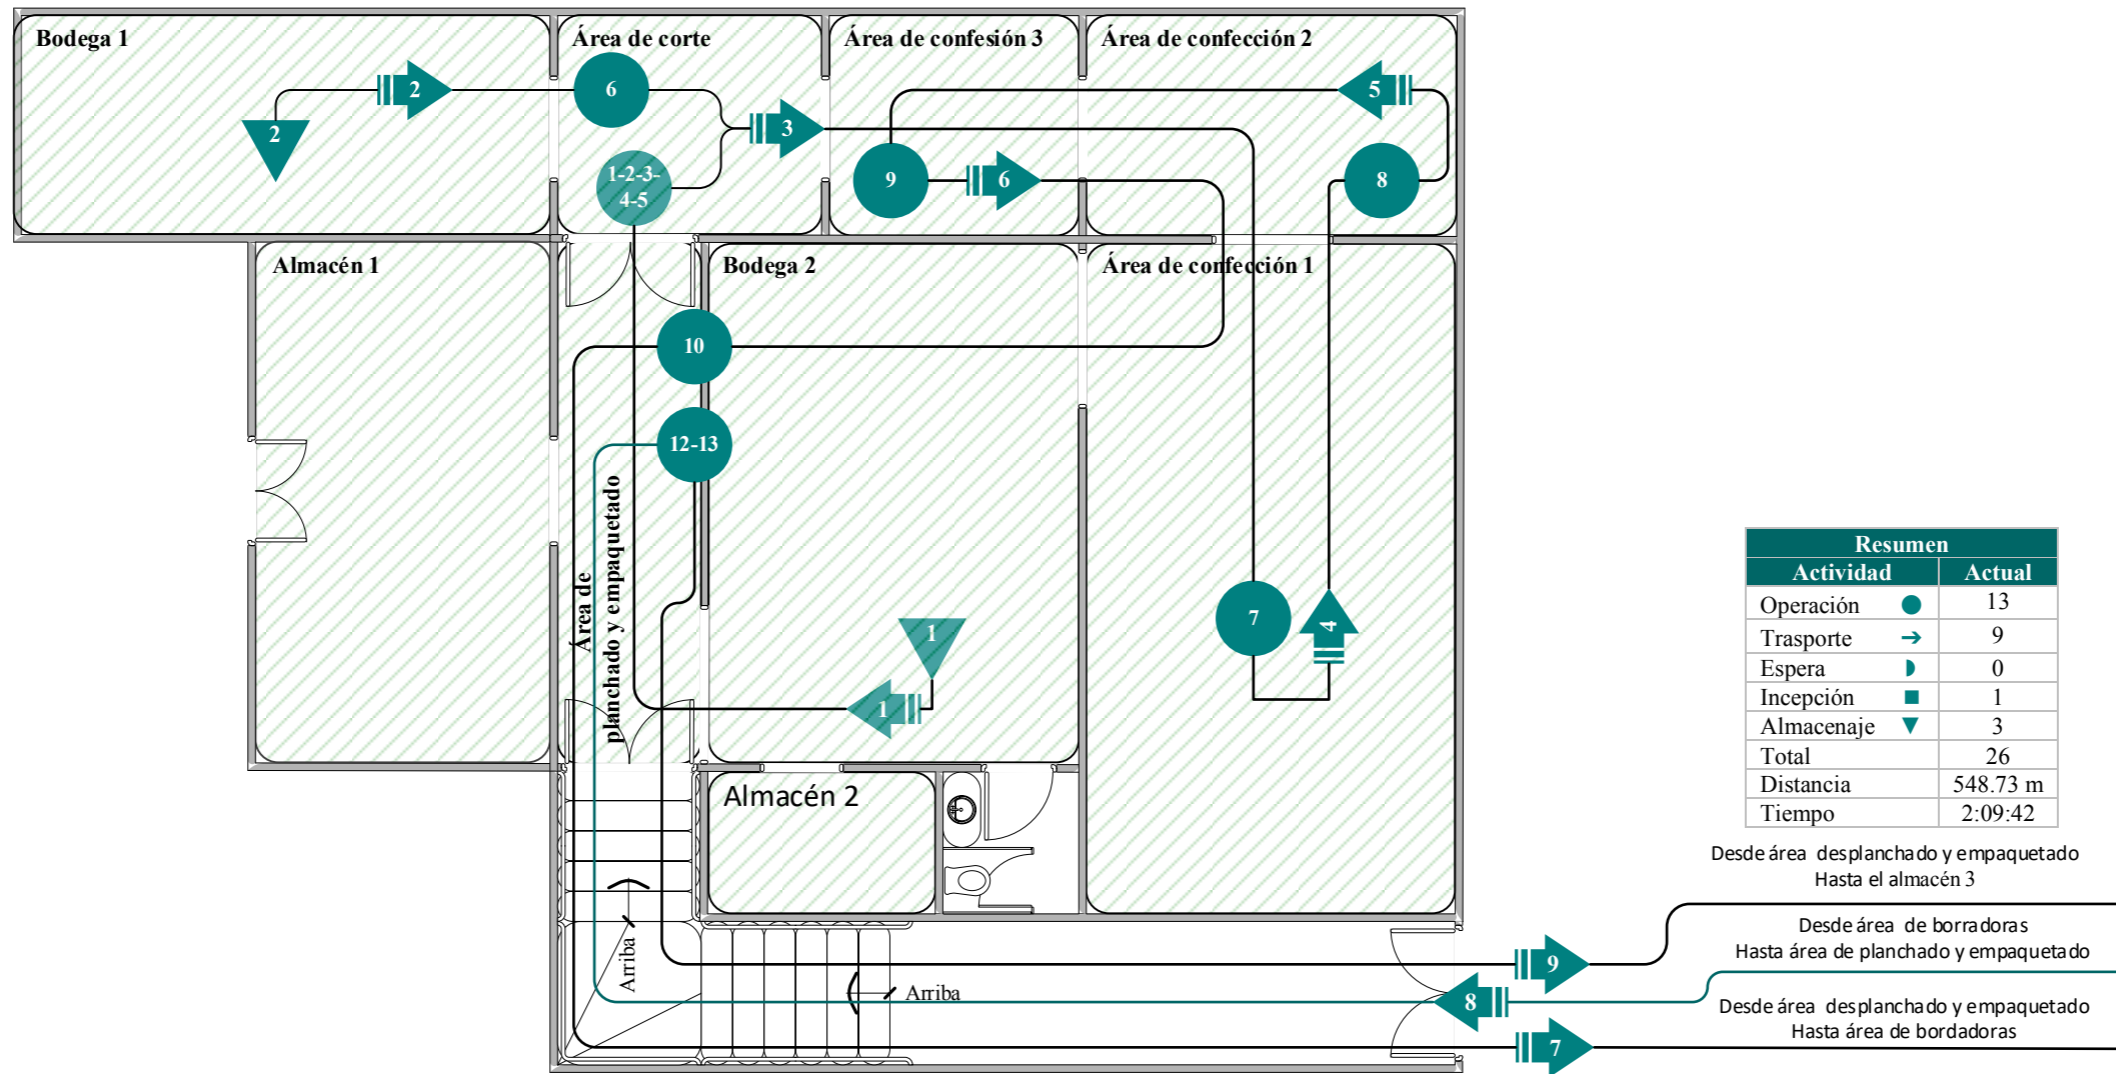 Bodega 1
Área de corte
Área de confesión 3
Área de confección 2
2
6
5
2
3
1-2-3-
4-5
9
6
8
Almacén 1
Bodega 2
Área de confección 1
10
12-13
Área de
planchado y empaquetado
1
7
4
1
Resumen
Actividad Actual
Operación 13
Trasporte 9
Espera 0
Incepción 1
Almacenaje 3
Total 26
Distancia 548.73 m
Tiempo 2:09:42
Almacén 2
Desde área desplanchado y empaquetado
Hasta el almacén 3
Arriba
Arriba
9
Desde área de borradoras
Hasta área de planchado y empaquetado
8
Desde área desplanchado y empaquetado
Hasta área de bordadoras
7